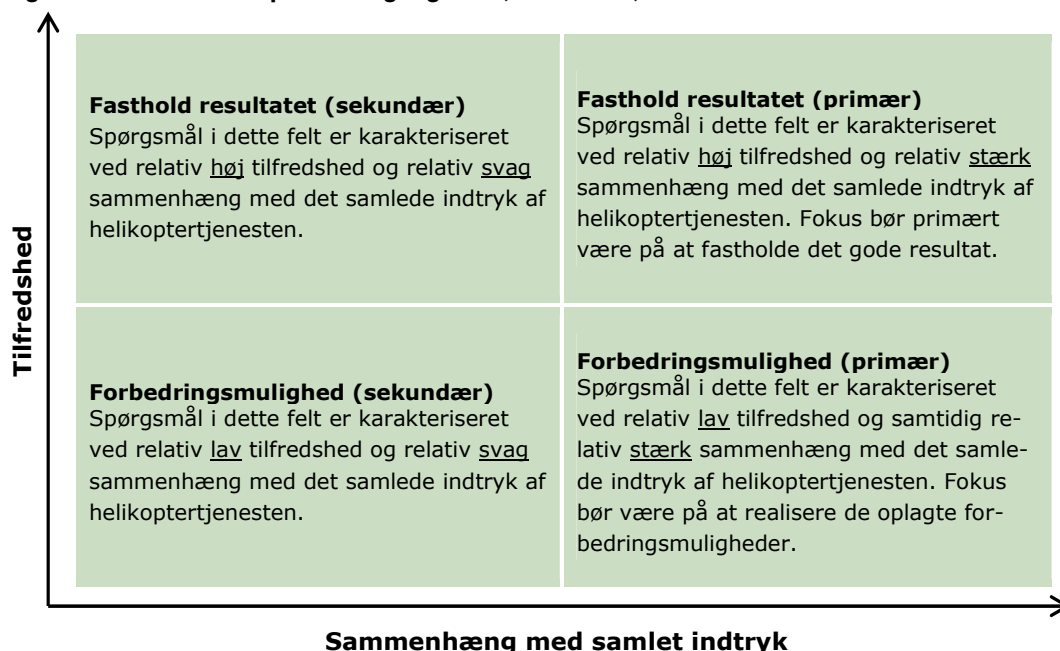 Tilfredshed
Fasthold resultatet (sekundær)
Spørgsmål i dette felt er karakteriseret
ved relativ høj tilfredshed og relativ svag
sammenhæng med det samlede indtryk af
helikoptertjenesten.
Fasthold resultatet (primær)
Spørgsmål i dette felt er karakteriseret
ved relativ høj tilfredshed og relativ stærk
sammenhæng med det samlede indtryk af
helikoptertjenesten. Fokus bør primært
være på at fastholde det gode resultat.
Forbedringsmulighed (sekundær)
Spørgsmål i dette felt er karakteriseret
ved relativ lav tilfredshed og relativ svag
sammenhæng med det samlede indtryk af
helikoptertjenesten.
Forbedringsmulighed (primær)
Spørgsmål i dette felt er karakteriseret
ved relativ lav tilfredshed og samtidig re-
lativ stærk sammenhæng med det samle-
de indtryk af helikoptertjenesten. Fokus
bør være på at realisere de oplagte for-
bedringsmuligheder.
Sammenhæng med samlet indtryk